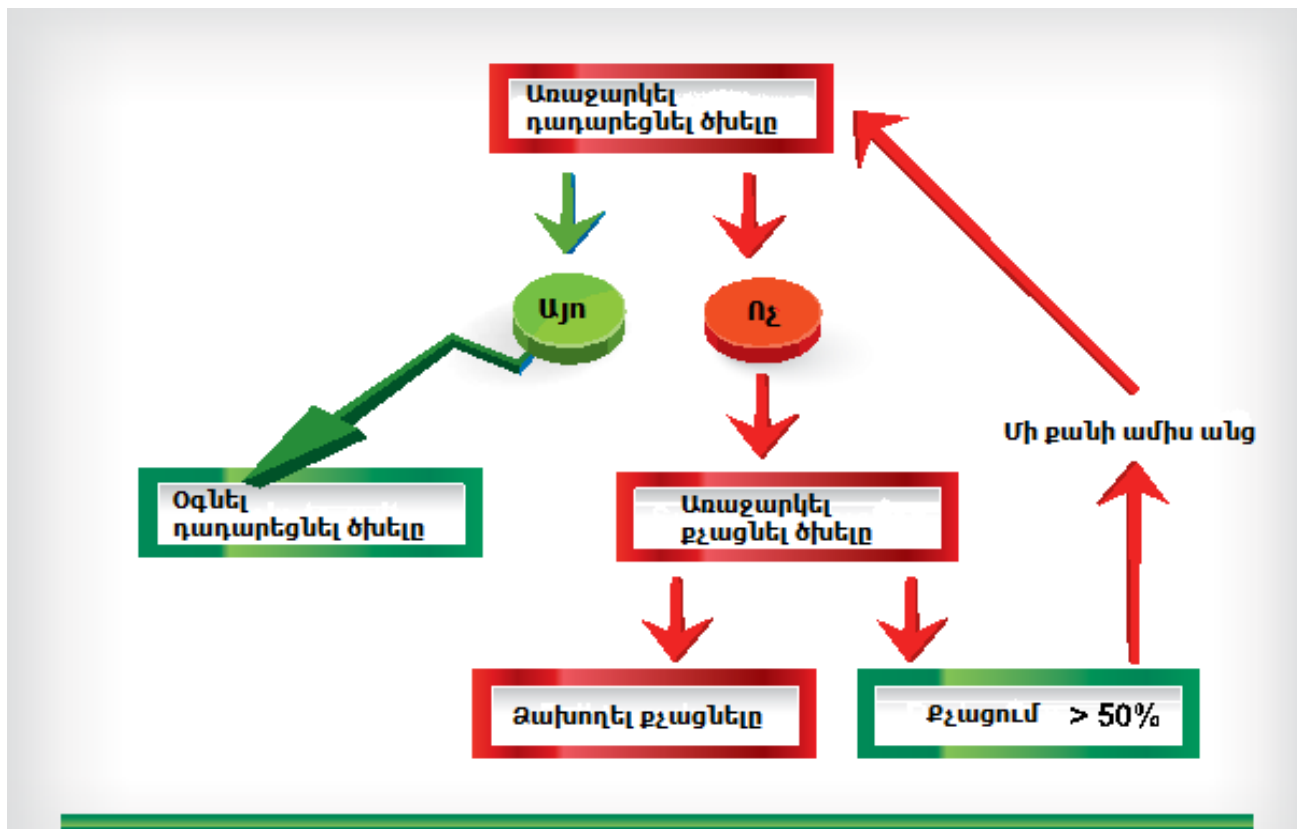 Առաջարկել
դադարեցնել ծխելը
Այո
Ոչ
Մի քանի ամիս անց
Օգնել
դադարեցնել ծխելը
Առաջարկել
քչացնել ծխելը
Ձախողել քչացնելը
Քչացում > 50%